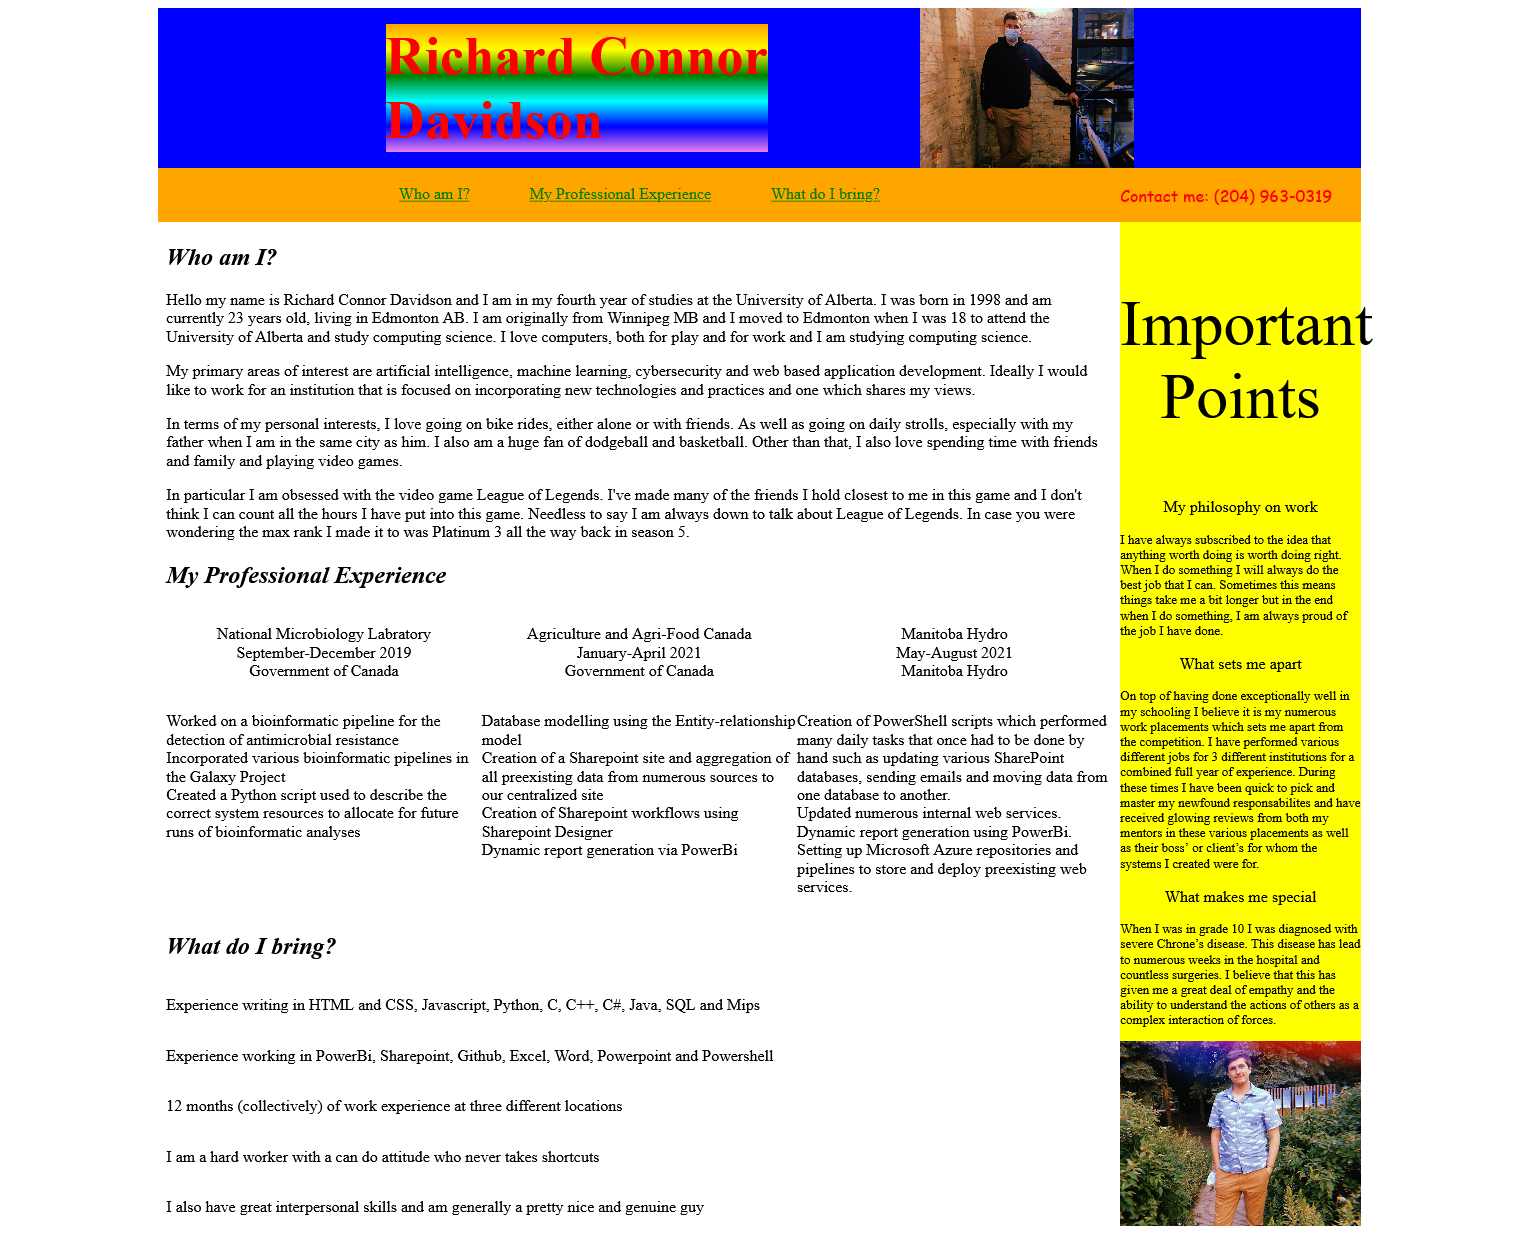 Richard Connor
Davidson
Who am I?
My Professional Experience
What do I bring?
Contact me: (204) 963-0319
Who am I?
Hello my name is Richard Connor Davidson and I am in my fourth year of studies at the University of Alberta. I was born in 1998 and am
currently 23 years old, living in Edmonton AB. I am originally from Winnipeg MB and I moved to Edmonton when I was 18 to attend the
University of Alberta and study computing science. I love computers, both for play and for work and I am studying computing science.
My primary areas of interest are artificial intelligence, machine learning, cybersecurity and web based application development. Ideally I would
like to work for an institution that is focused on incorporating new technologies and practices and one which shares my views.
In terms of my personal interests, I love going on bike rides, either alone or with friends. As well as going on daily strolls, especially with my
father when I am in the same city as him. I also am a huge fan of dodgeball and basketball. Other than that, I also love spending time with friends
and family and playing video games.
In particular I am obsessed with the video game League of Legends. I've made many of the friends I hold closest to me in this game and I don't
think I can count all the hours I have put into this game. Needless to say I am always down to talk about League of Legends. In case you were
wondering the max rank I made it to was Platinum 3 all the way back in season 5.
My Professional Experience
National Microbiology Labratory
September-December 2019
Government of Canada
Agriculture and Agri-Food Canada
January-April 2021
Government of Canada
Manitoba Hydro
May-August 2021
Manitoba Hydro
Worked on a bioinformatic pipeline for the
detection of antimicrobial resistance
Incorporated various bioinformatic pipelines in
the Galaxy Project
Created a Python script used to describe the
correct system resources to allocate for future
runs of bioinformatic analyses
Database modelling using the Entity-relationship
model
Creation of a Sharepoint site and aggregation of
all preexisting data from numerous sources to
our centralized site
Creation of Sharepoint workflows using
Sharepoint Designer
Dynamic report generation via PowerBi
Creation of PowerShell scripts which performed
many daily tasks that once had to be done by
hand such as updating various SharePoint
databases, sending emails and moving data from
one database to another.
Updated numerous internal web services.
Dynamic report generation using PowerBi.
Setting up Microsoft Azure repositories and
pipelines to store and deploy preexisting web
services.
What do I bring?
Experience writing in HTML and CSS, Javascript, Python, C, C++, C#, Java, SQL and Mips
Experience working in PowerBi, Sharepoint, Github, Excel, Word, Powerpoint and Powershell
12 months (collectively) of work experience at three different locations
I am a hard worker with a can do attitude who never takes shortcuts
I also have great interpersonal skills and am generally a pretty nice and genuine guy
Important
Points
My philosophy on work
I have always subscribed to the idea that
anything worth doing is worth doing right.
When I do something I will always do the
best job that I can. Sometimes this means
things take me a bit longer but in the end
when I do something, I am always proud of
the job I have done.
What sets me apart
On top of having done exceptionally well in
my schooling I believe it is my numerous
work placements which sets me apart from
the competition. I have performed various
different jobs for 3 different institutions for a
combined full year of experience. During
these times I have been quick to pick and
master my newfound responsabilites and have
received glowing reviews from both my
mentors in these various placements as well
as their boss’ or client’s for whom the
systems I created were for.
What makes me special
When I was in grade 10 I was diagnosed with
severe Chrone’s disease. This disease has lead
to numerous weeks in the hospital and
countless surgeries. I believe that this has
given me a great deal of empathy and the
ability to understand the actions of others as a
complex interaction of forces.